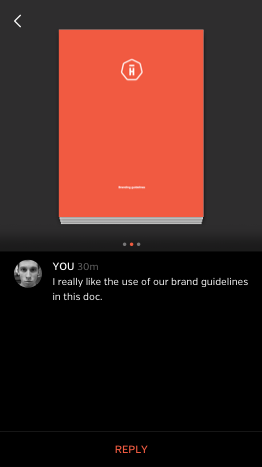 H
Branding guidelines
YOU 30m
I really like the use of our brand guidelines
in this doc.
REPLY